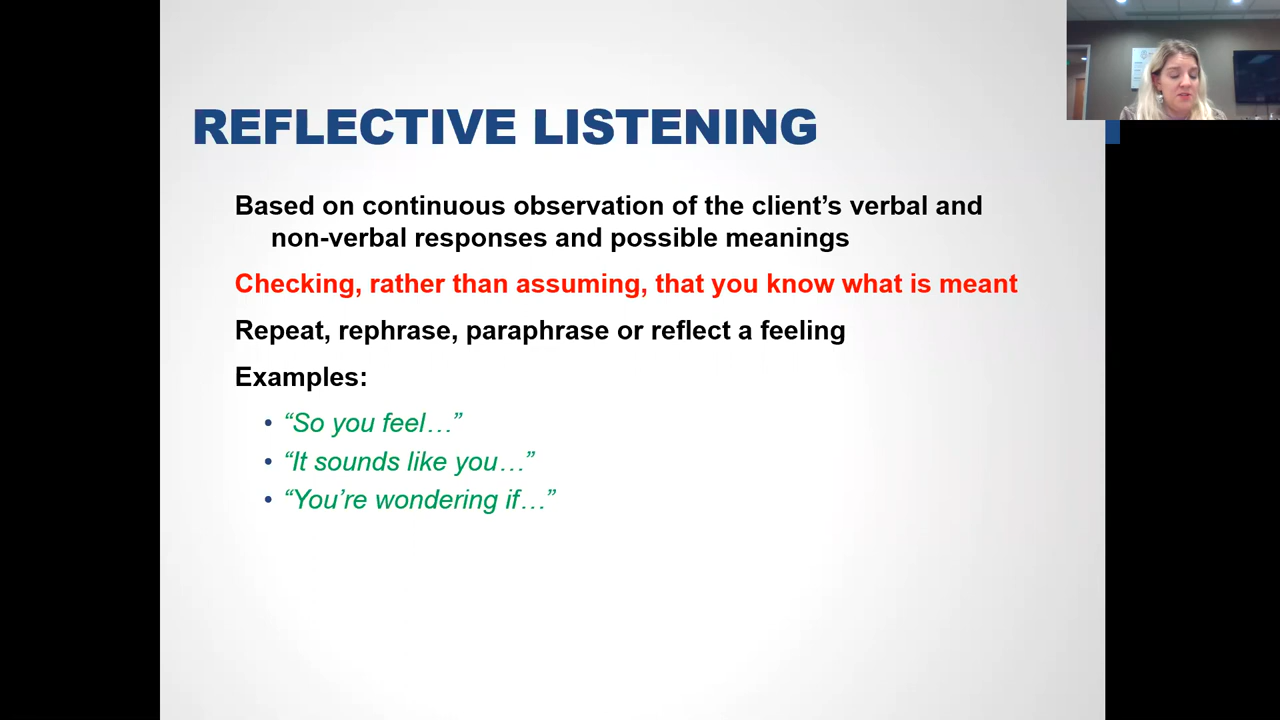 REFLECTIVE LISTENING
Based on continuous observation of the client’s verbal and
non-verbal responses and possible meanings
Checking, rather than assuming, that you know what is meant
Repeat, rephrase, paraphrase or reflect a feeling
Examples:
• “So you feel…”
• “It sounds like you…”
• “You’re wondering if…”